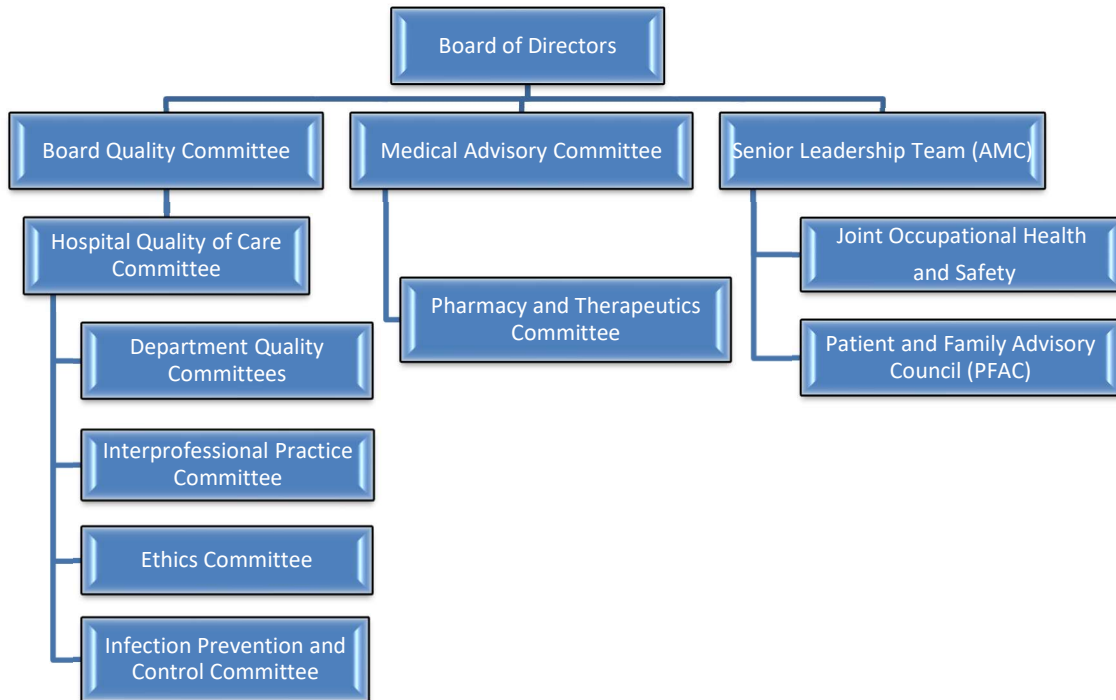 Board of Directors
Board Quality Committee
Medical Advisory Committee
Senior Leadership Team (AMC)
Hospital Quality of Care
Committee
Joint Occupational Health
and Safety
Pharmacy and Therapeutics
Committee
Department Quality
Committees
Patient and Family Advisory
Council (PFAC)
Interprofessional Practice
Committee
Ethics Committee
Infection Prevention and
Control Committee